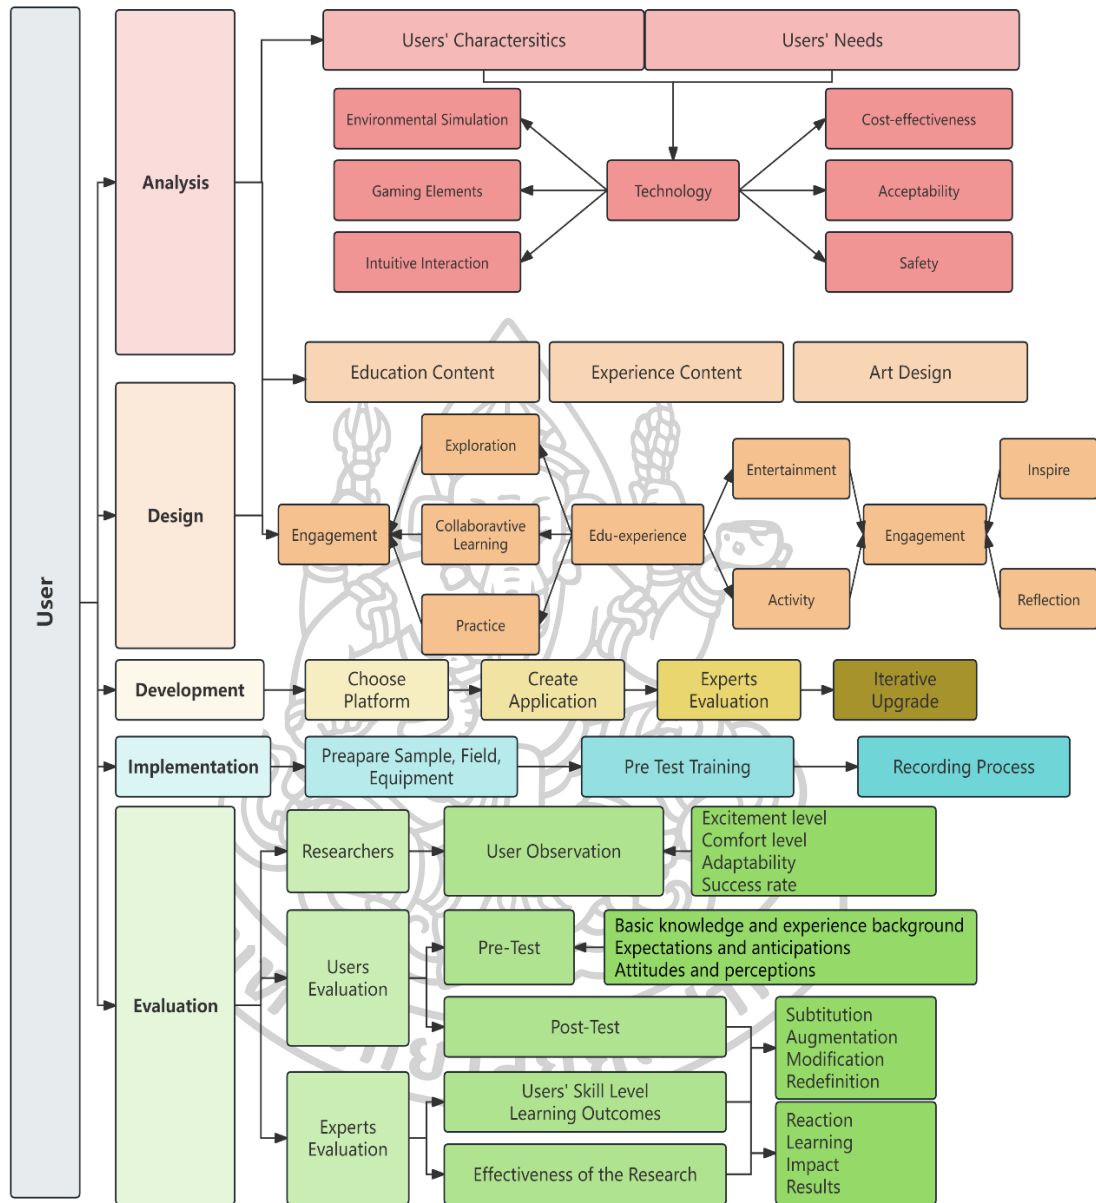 User
Analysis
Users' Charactersitics
Users' Needs
Environmental Simulation
Gaming Elements
Intuitive Interaction
Technology
Cost-effectiveness
Acceptability
Safety
Design
Education Content
Experience Content
Art Design
Engagement
Exploration
Collaboravtive
Learning
Practice
Edu-experience
Entertainment
Activity
Engagement
Inspire
Reflection
Development
Choose
Platform
Create
Application
Experts
Evaluation
Iterative
Upgrade
Implementation
Preapare Sample, Field,
Equipment
Pre Test Training
Recording Process
Evaluation
Researchers
User Observation
Excitement level
Comfort level
Adaptability
Success rate
Users
Evaluation
Pre-Test
Basic knowledge and experience background
Expectations and anticipations
Attitudes and perceptions
Post-Test
Subtitution
Augmentation
Modification
Redefinition
Experts
Evaluation
Users' Skill Level
Learning Outcomes
Effectiveness of the Research
Reaction
Learning
Impact
Results